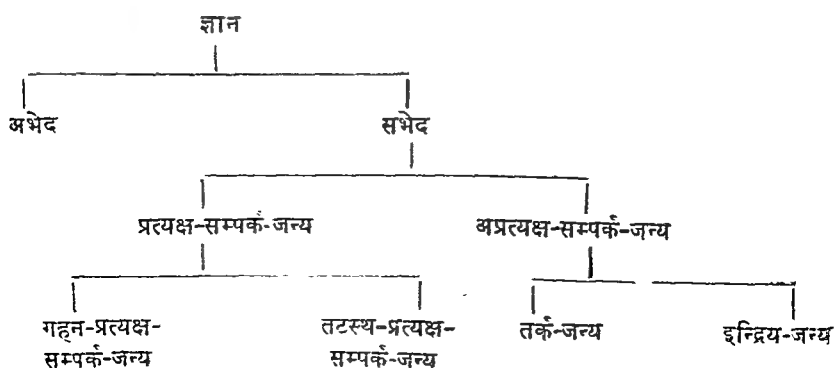 ज्ञान
अभेद
सभेद
प्रत्यक्ष-सम्पर्क-जन्य
अप्रत्यक्ष-सम्पर्क-जन्य
गहन-प्रत्यक्ष-
सम्पर्क-जन्य
तटस्थ-प्रत्यक्ष-
सम्पर्क-जन्य
तर्क-जन्य
इन्द्रिय-जन्य